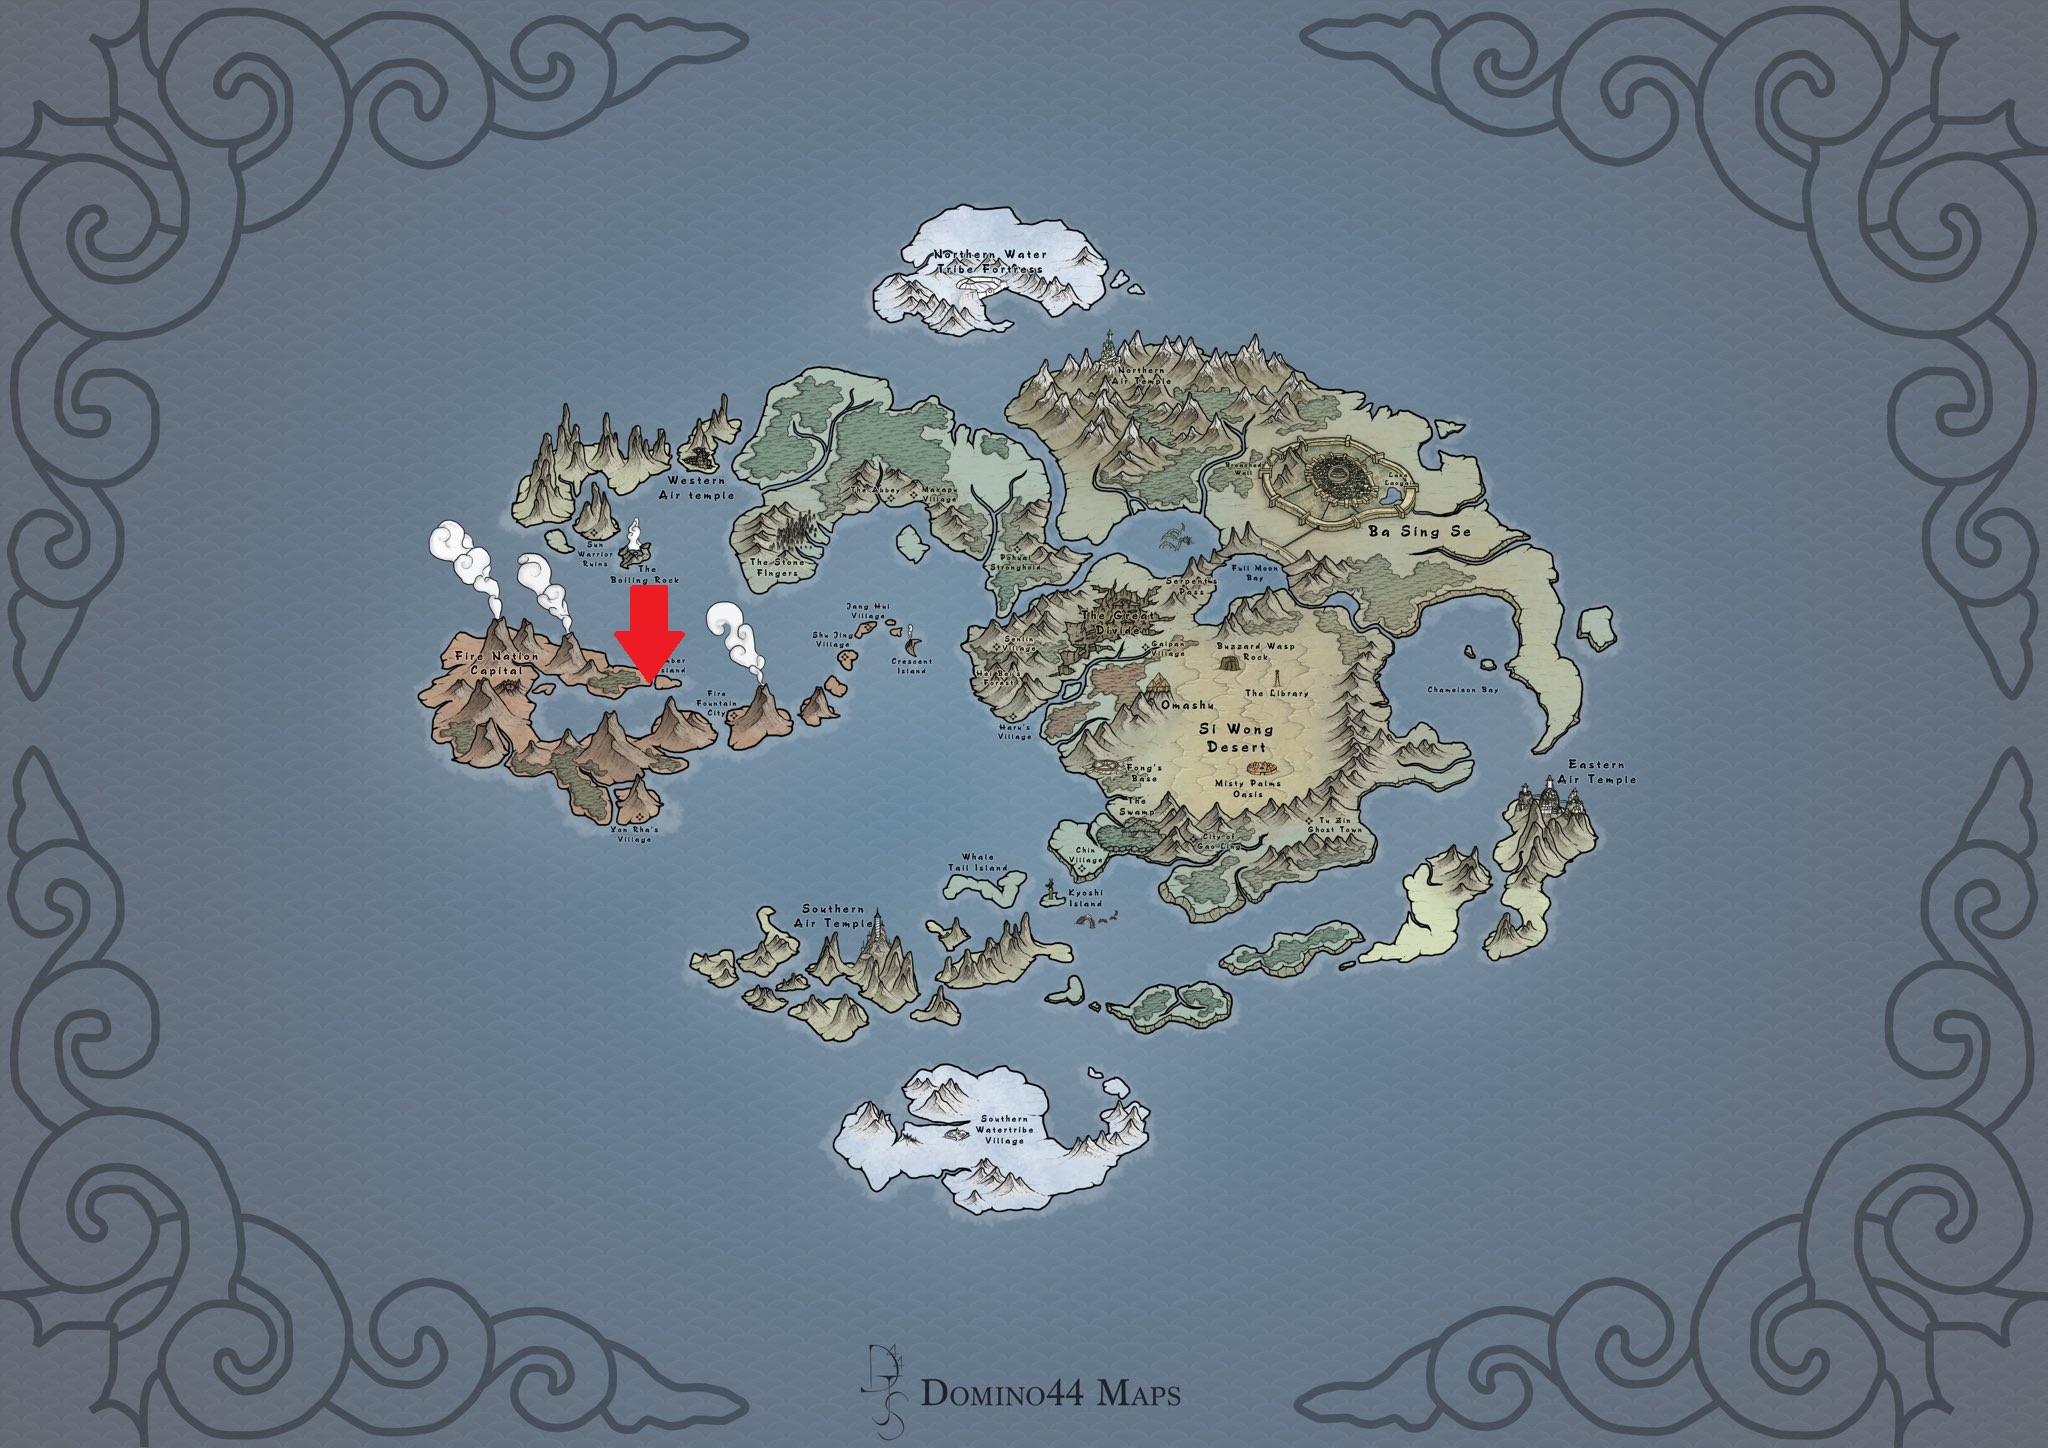 Northern Water
Tribe Fortress
Northern
Air Temple
Western
Air temple
The Abbey
Makapu
Village
Breached
Wall
Lake
Laogai
Ba Sing Se
Sun
Warrior
Ruins
The
Boiling Rock
The Stone
Fingers
Pohuai
Stronghold
Serpent's
Pass
Full Moon
Bay
Jang Hui
Village
Shu Jing
Village
Crescent
Island
The Great
Divide
Senlin
Village
Gaipan
Village
Buzzard Wasp
Rock
Fire Nation
Capital
Hei Bai's
Forest
The Library
Chameleon Bay
Fire
Fountain
City
Omashu
Haru's
Village
Si Wong
Desert
Fong's
Base
Misty Palms
Oasis
Eastern
Air Temple
The
Swamp
Tu Zin
Ghost Town
Yon Rha's
Village
City of
Gao Ling
Chin
Village
Whale
Tail Island
Kyoshi
Island
Southern
Air Temple
Southern
Watertribe
Village
Domino44 Maps